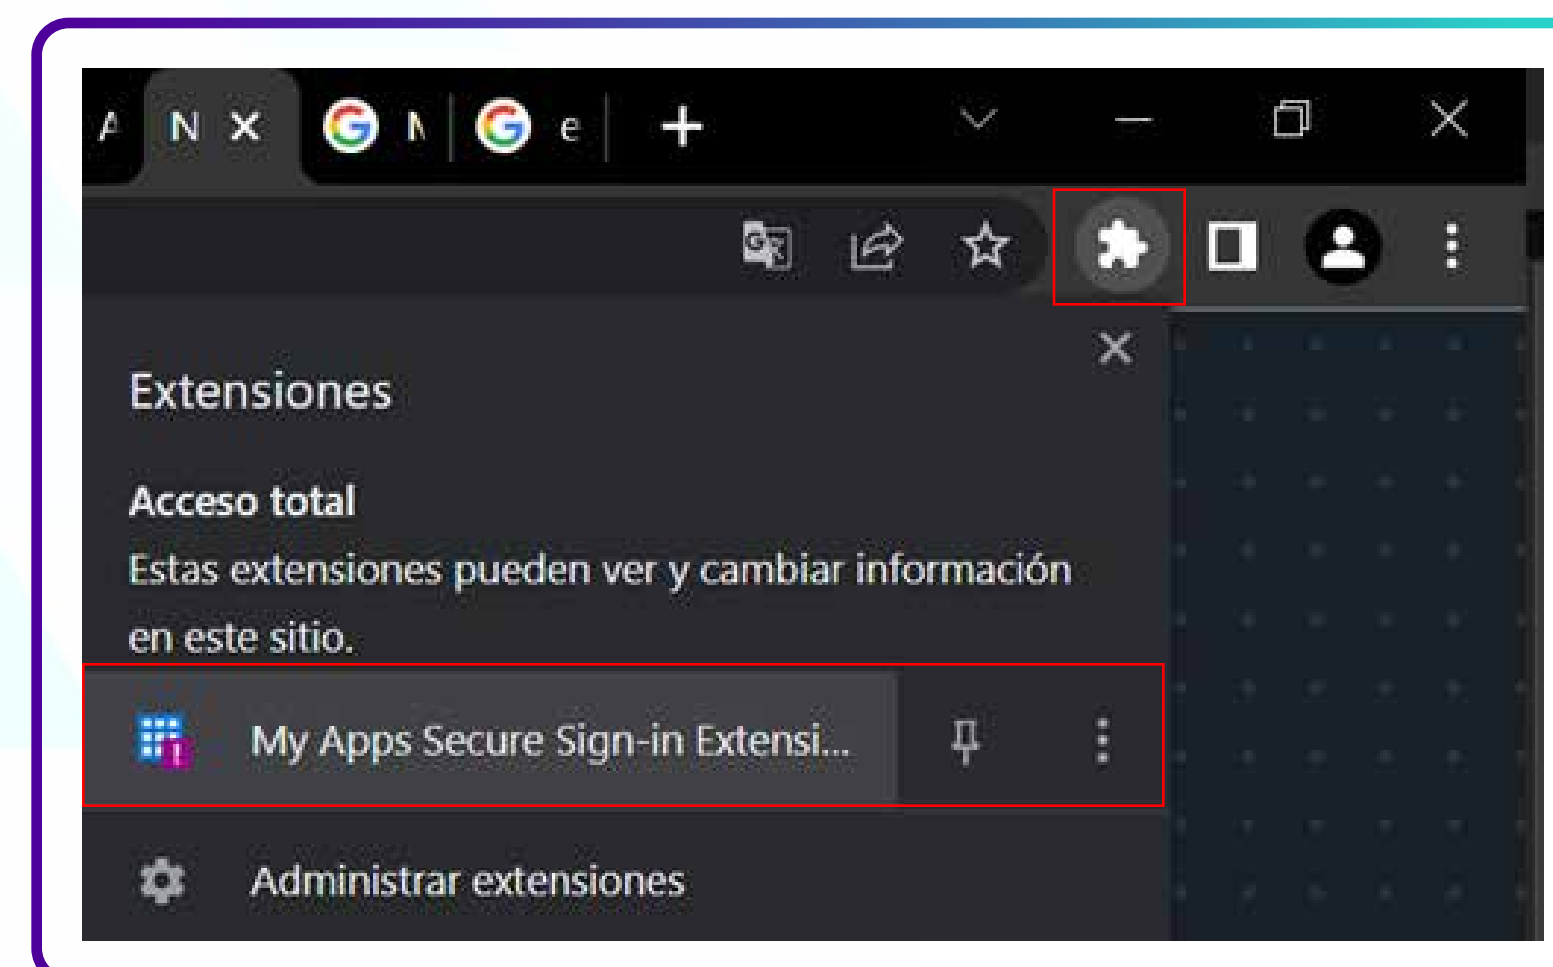 N
e
Extensiones
Acceso total
Estas extensiones pueden ver y cambiar información
en este sitio.
My Apps Secure Sign-in Extensi...
Administrar extensiones